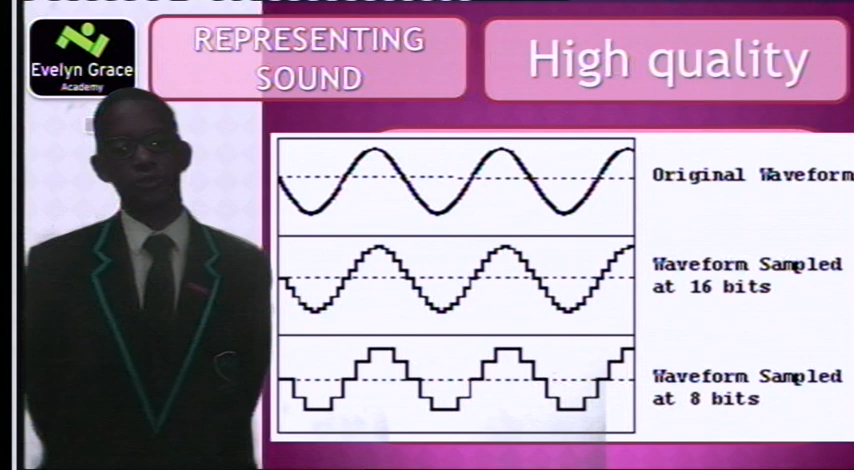 Evelyn Grace
Academy
REPRESENTING
SOUND
High quality
Original Waveform
Waveform Sampled
at 16 bits
Waveform Sampled
at 8 bits